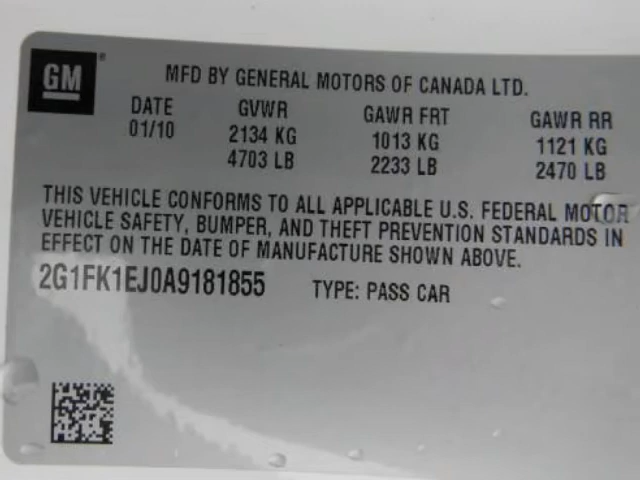 GM®
MFD BY GENERAL MOTORS OF CANADA LTD.
DATE GVWR GAWR FRT GAWR RR
01/10 2134 KG 1013 KG 1121 KG
4703 LB 2233 LB 2470 LB
THIS VEHICLE CONFORMS TO ALL APPLICABLE U.S. FEDERAL MOTOR
VEHICLE SAFETY, BUMPER, AND THEFT PREVENTION STANDARDS IN
EFFECT ON THE DATE OF MANUFACTURE SHOWN ABOVE.
2G1FK1EJ0A9181855 TYPE: PASS CAR